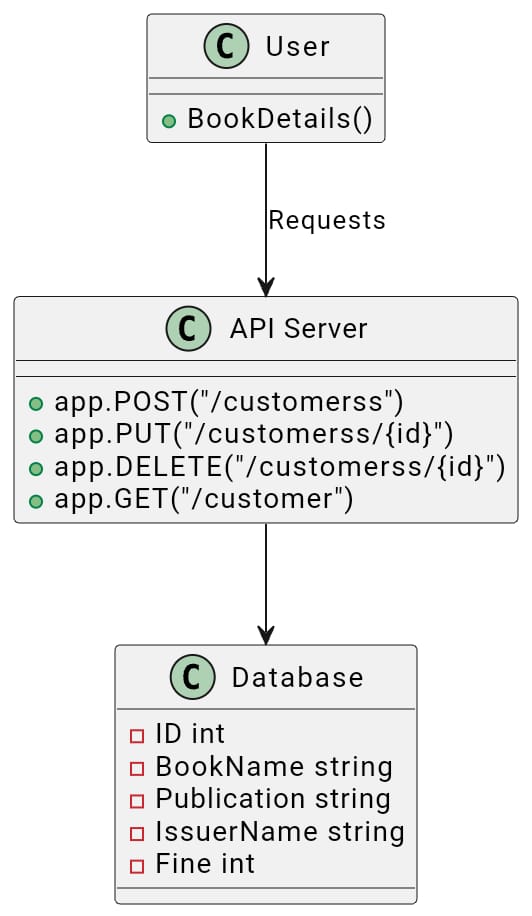 C User
BookDetails()
Requests
C API Server
app.POST("/customerss")
app.PUT("/customerss/{id}")
app.DELETE("/customerss/{id}")
app.GET("/customer")
C Database
ID int
BookName string
Publication string
IssuerName string
Fine int